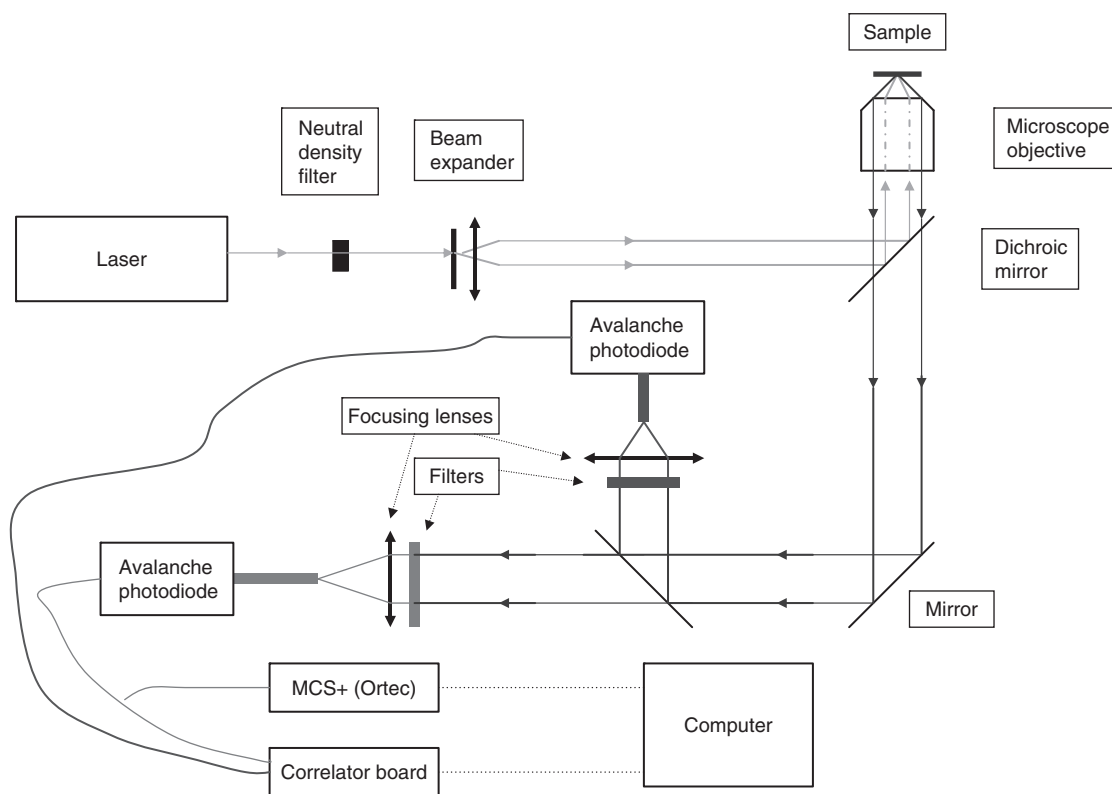 Sample
Neutral
density
filter
Beam
expander
Microscope
objective
Laser
Dichroic
mirror
Avalanche
photodiode
Focusing lenses
Filters
Avalanche
photodiode
Mirror
MCS+ (Ortec)
Computer
Correlator board